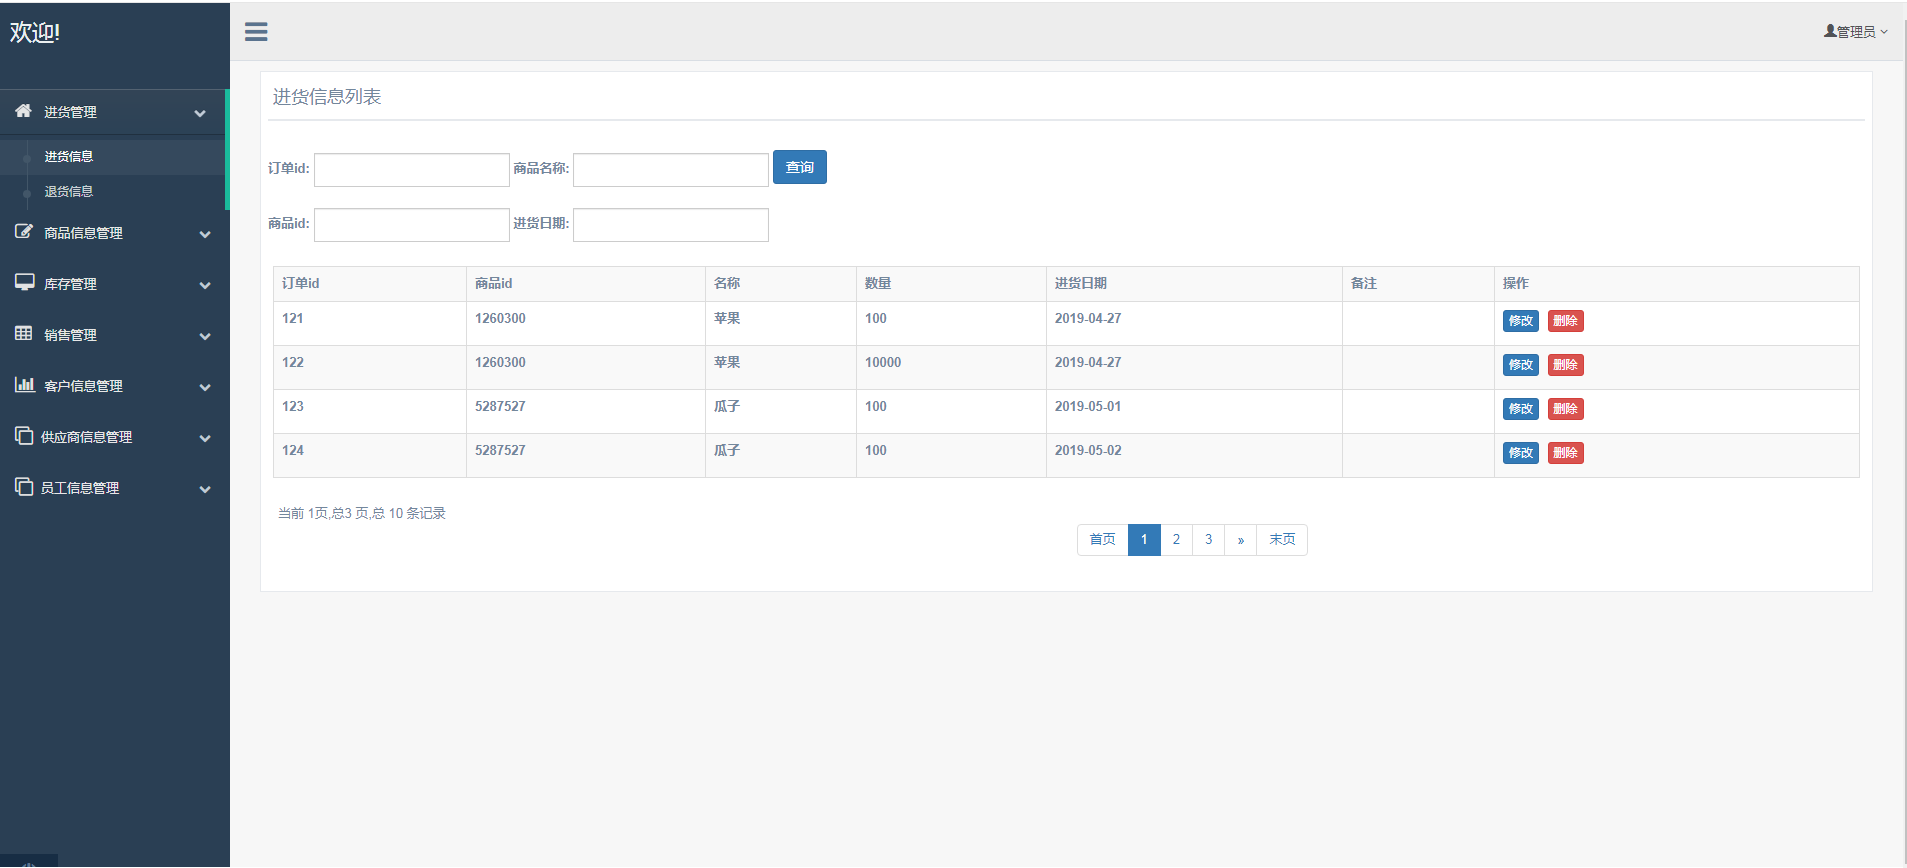 欢迎!
管理员
进货管理
进货信息
退货信息
商品信息管理
库存管理
销售管理
客户信息管理
供应商信息管理
员工信息管理
进货信息列表
订单id: 商品名称: 查询
商品id: 进货日期:
订单id 商品id 名称 数量 进货日期 备注 操作
121 1260300 苹果 100 2019-04-27 修改 删除
122 1260300 苹果 10000 2019-04-27 修改 删除
123 5287527 瓜子 100 2019-05-01 修改 删除
124 5287527 瓜子 100 2019-05-02 修改 删除
当前 1页,总3 页,总 10 条记录
首页 1 2 3 » 末页